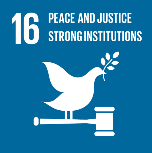 16 PEACE AND JUSTICE
STRONG INSTITUTIONS